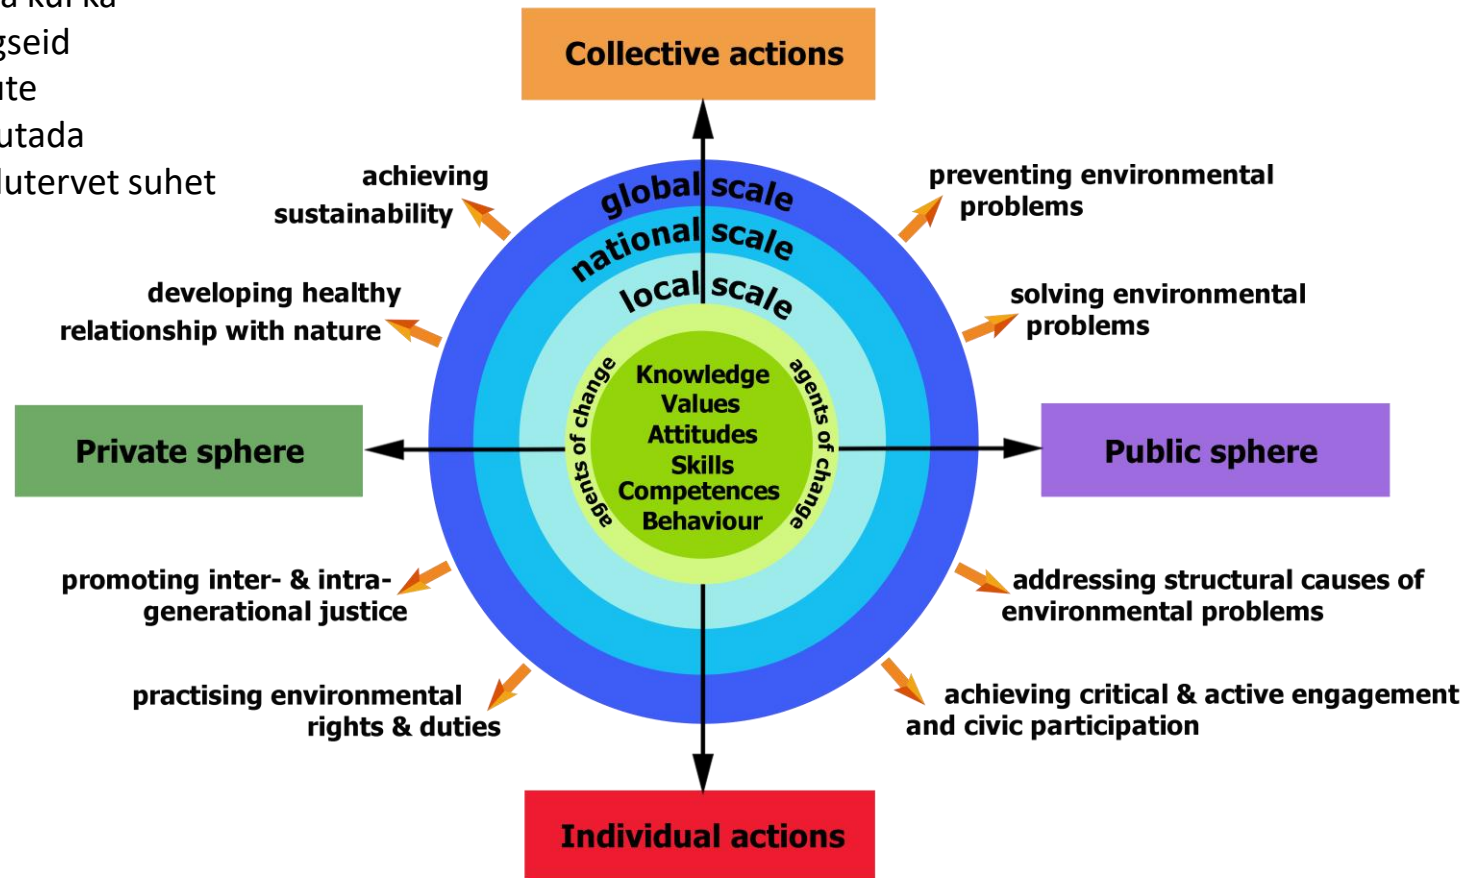 gseid
ute
utada
lutervet suhet
Collective actions
achieving
sustainability
developing healthy
relationship with nature
preventing environmental
problems
solving environmental
problems
global scale
national scale
local scale
agents of change
agents of change
Knowledge
Values
Attitudes
Skills
Competences
Behaviour
Private sphere
Public sphere
promoting inter- & intra-
generational justice
practising environmental
rights & duties
addressing structural causes of
environmental problems
achieving critical & active engagement
and civic participation
Individual actions